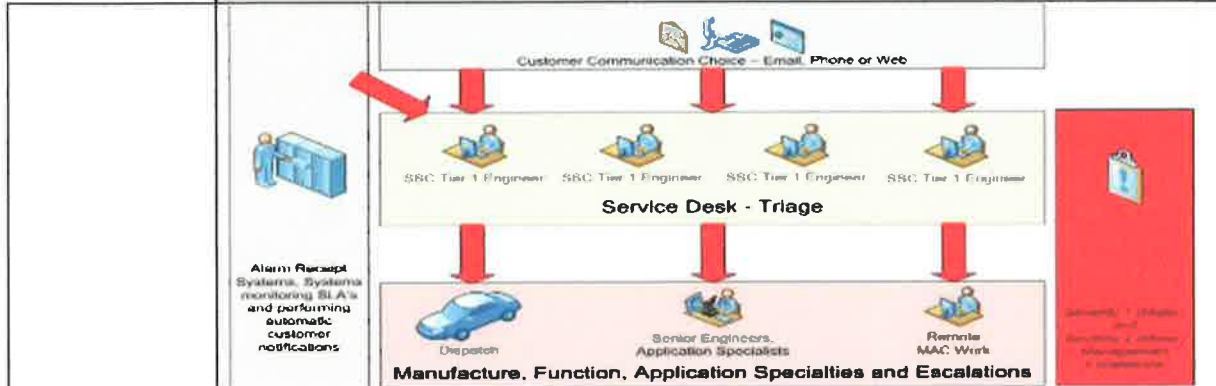 Customer Communication Choice – Email, Phone or Web
SSC Tier 1 Engineer SSC Tier 1 Engineer SSC Tier 1 Engineer SSC Tier 1 Engineer
Service Desk - Triage
Alarm Receipt
Systems, Systems
monitoring SLA's
and performing
automatic
customer
notifications
Dispatch
Senior Engineers,
Application Specialists
Remote
MAC Work
Manufacture, Function, Application Specialties and Escalations
and
Management